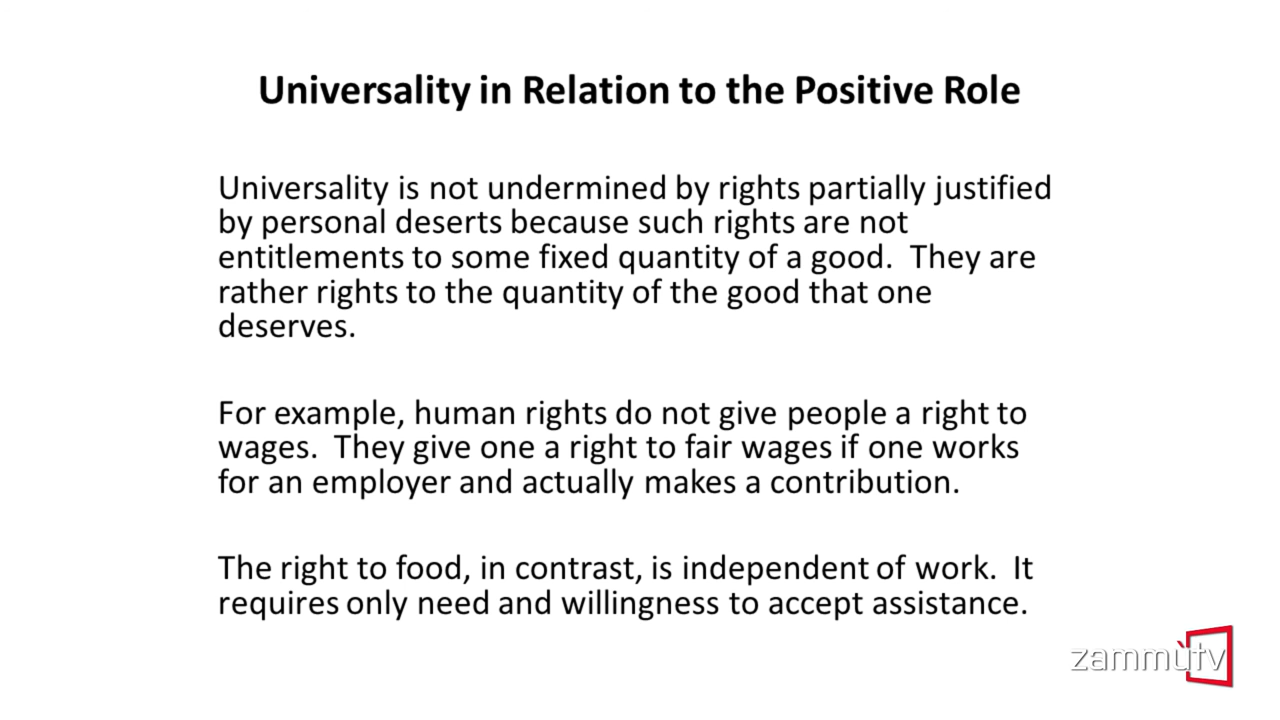 Universality in Relation to the Positive Role
Universality is not undermined by rights partially justified
by personal deserts because such rights are not
entitlements to some fixed quantity of a good.  They are
rather rights to the quantity of the good that one
deserves.
For example, human rights do not give people a right to
wages.  They give one a right to fair wages if one works
for an employer and actually makes a contribution.
The right to food, in contrast, is independent of work.  It
requires only need and willingness to accept assistance.
zammùtv